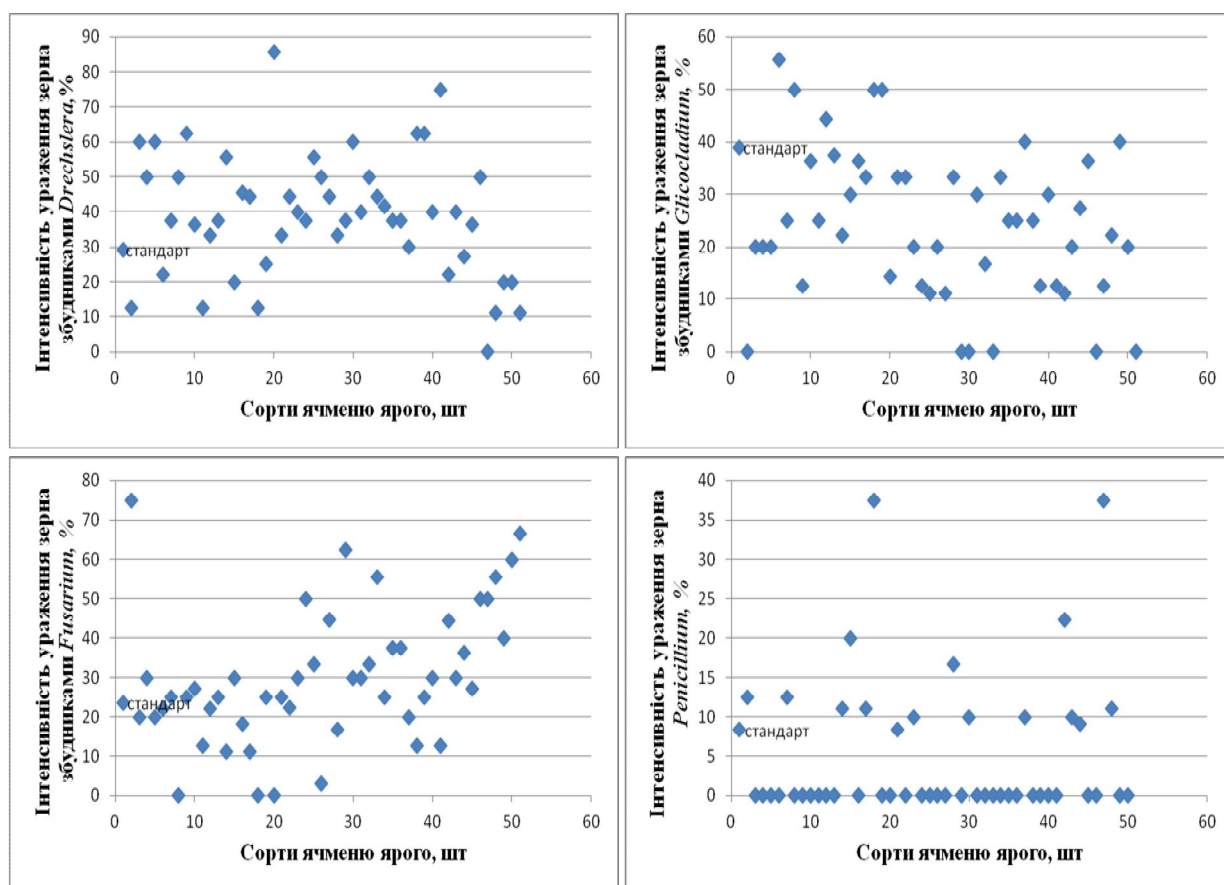 Інтенсивність ураження зерна
збудниками Drechslera,%
90
80
70
60
50
40
30
20
10
0
стандарт
0 10 20 30 40 50 60
Сорти ячменю ярого, шт
Інтенсивність ураження зерна
збудниками Gliocladium, %
60
50
40
30
20
10
0
стандарт
0 10 20 30 40 50 60
Сорти ячмею ярого, шт
Інтенсивність ураження зерна
збудниками Fusarium, %
80
70
60
50
40
30
20
10
0
стандарт
0 10 20 30 40 50 60
Сорти ячменю ярого, шт
Інтенсивність ураження зерна
Penicillium, %
40
35
30
25
20
15
10
5
0
стандарт
0 10 20 30 40 50 60
Сорти ячменю ярого, шт